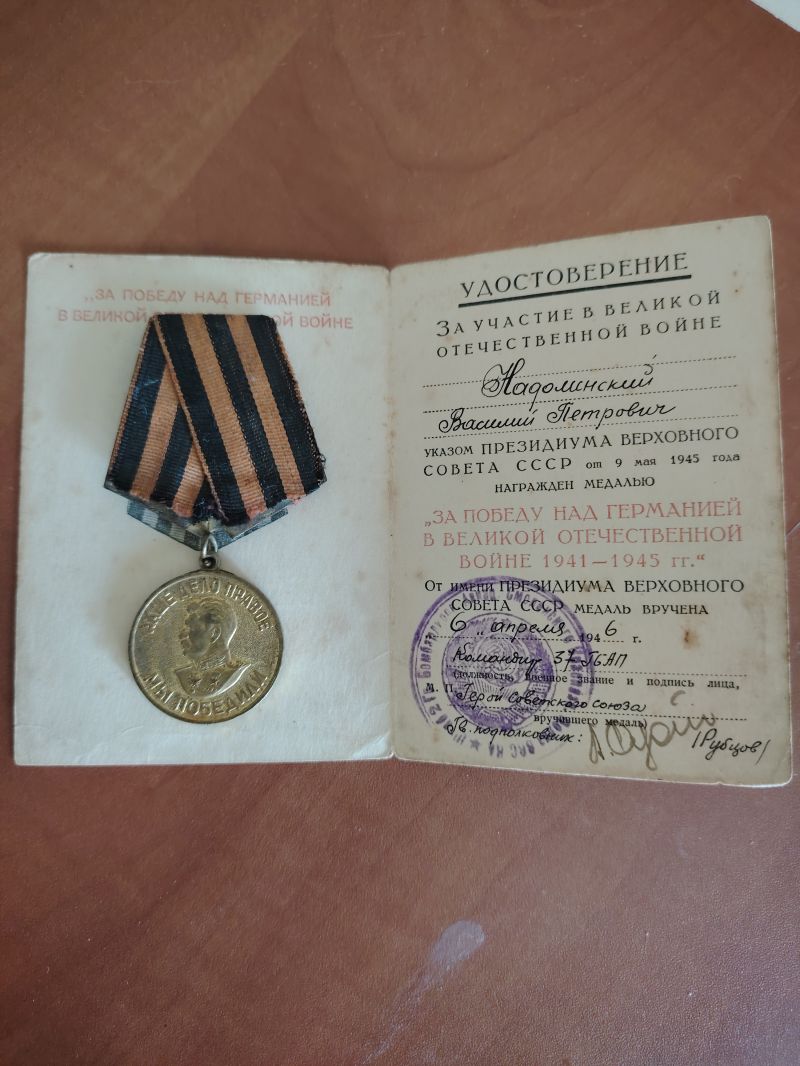 „ЗА ПОБЕДУ НАД ГЕРМАНИЕЙ
В ВЕЛИКОЙ ОЙ ВОЙНЕ
НАШЕ ДЕЛО ПРАВОЕ
МЫ ПОБЕДИЛИ
УДОСТОВЕРЕНИЕ
ЗА УЧАСТИЕ В ВЕЛИКОЙ
ОТЕЧЕСТВЕННОЙ ВОЙНЕ
Надолинский
Василий Петрович
УКАЗОМ ПРЕЗИДИУМА ВЕРХОВНОГО
СОВЕТА СССР от 9 мая 1945 года
НАГРАЖДЕН МЕДАЛЬЮ
„ЗА ПОБЕДУ НАД ГЕРМАНИЕЙ
В ВЕЛИКОЙ ОТЕЧЕСТВЕННОЙ
ВОЙНЕ 1941—1945 гг.“
От имени ПРЕЗИДИУМА ВЕРХОВНОГО
СОВЕТА СССР МЕДАЛЬ ВРУЧЕНА
„6„ апреля 1946 г.
Командир 37 ГБАП
(должность, военное звание и подпись лица,
М. П. Герой Советского союза
вручившего медаль)
Гв. подполковник: /Рубцов/